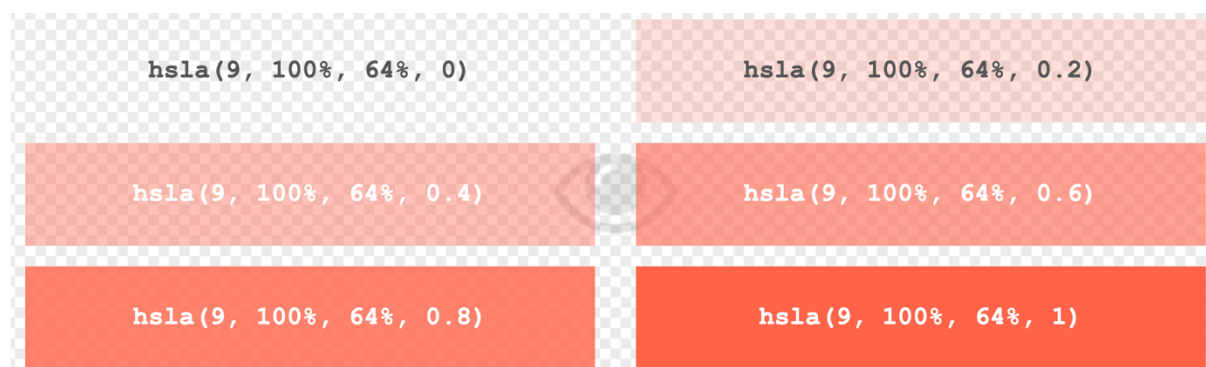 hsla(9, 100%, 64%, 0)
hsla(9, 100%, 64%, 0.2)
hsla(9, 100%, 64%, 0.4)
hsla(9, 100%, 64%, 0.6)
hsla(9, 100%, 64%, 0.8)
hsla(9, 100%, 64%, 1)